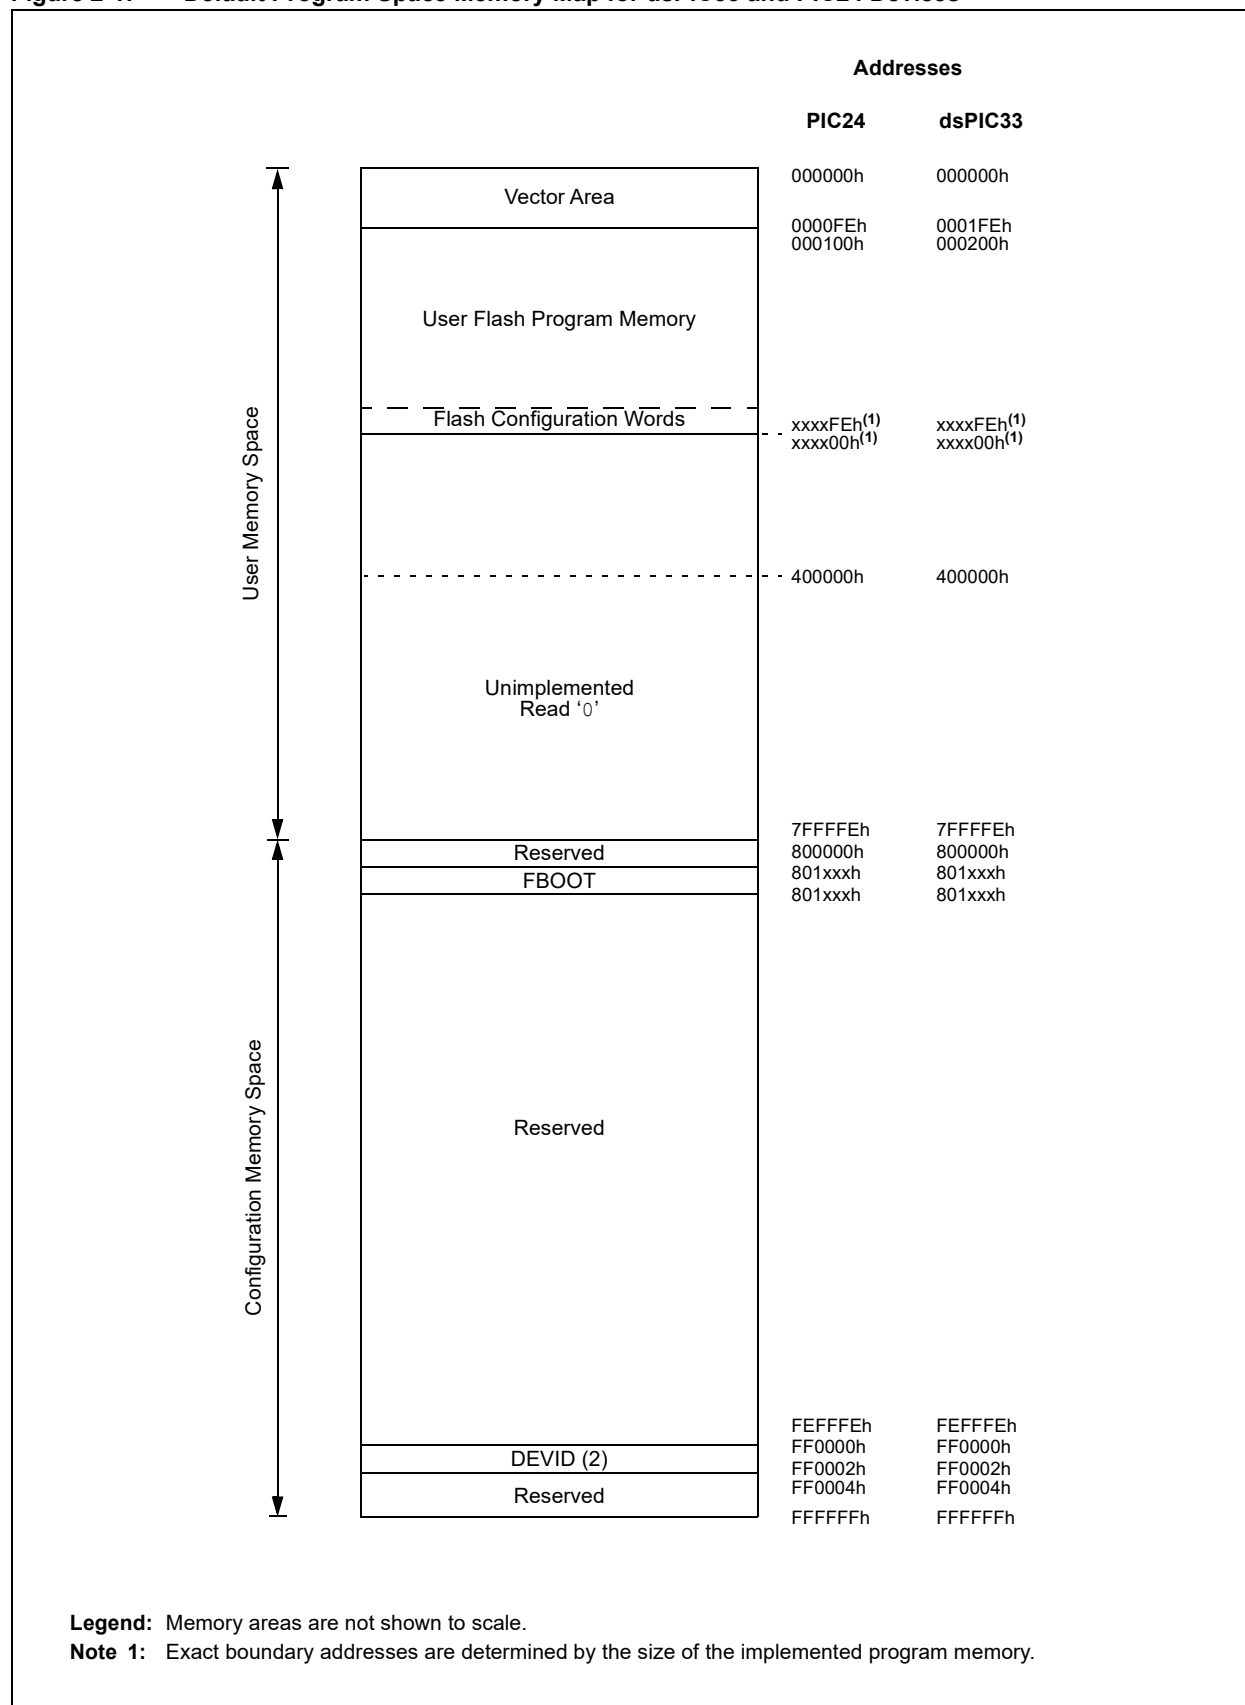 Addresses
PIC24 dsPIC33
000000h 000000h
Vector Area
0000FEh 0001FEh
000100h 000200h
User Flash Program Memory
Flash Configuration Words
xxxxFEh(1) xxxxFEh(1)
xxxx00h(1) xxxx00h(1)
User Memory Space
400000h 400000h
Unimplemented
Read ‘0’
7FFFFEh 7FFFFEh
Reserved 800000h 800000h
801xxxh 801xxxh
FBOOT
801xxxh 801xxxh
Configuration Memory Space
Reserved
FEFFFEh FEFFFEh
FF0000h FF0000h
DEVID (2)
FF0002h FF0002h
FF0004h FF0004h
Reserved
FFFFFFh FFFFFFh
Legend: Memory areas are not shown to scale.
Note 1: Exact boundary addresses are determined by the size of the implemented program memory.